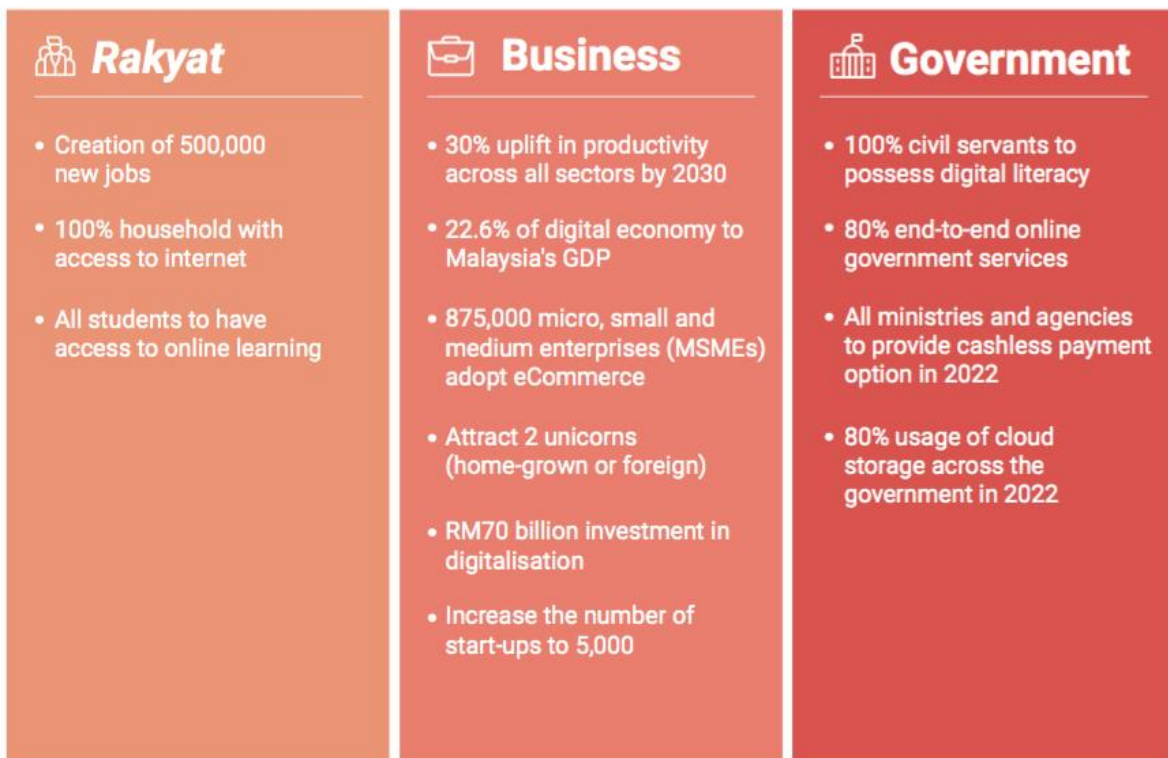 Rakyat
• Creation of 500,000
new jobs
• 100% household with
access to internet
• All students to have
access to online learning
Business
• 30% uplift in productivity
across all sectors by 2030
• 22.6% of digital economy to
Malaysia's GDP
• 875,000 micro, small and
medium enterprises (MSMEs)
adopt eCommerce
• Attract 2 unicorns
(home-grown or foreign)
• RM70 billion investment in
digitalisation
• Increase the number of
start-ups to 5,000
Government
• 100% civil servants to
possess digital literacy
• 80% end-to-end online
government services
• All ministries and agencies
to provide cashless payment
option in 2022
• 80% usage of cloud
storage across the
government in 2022